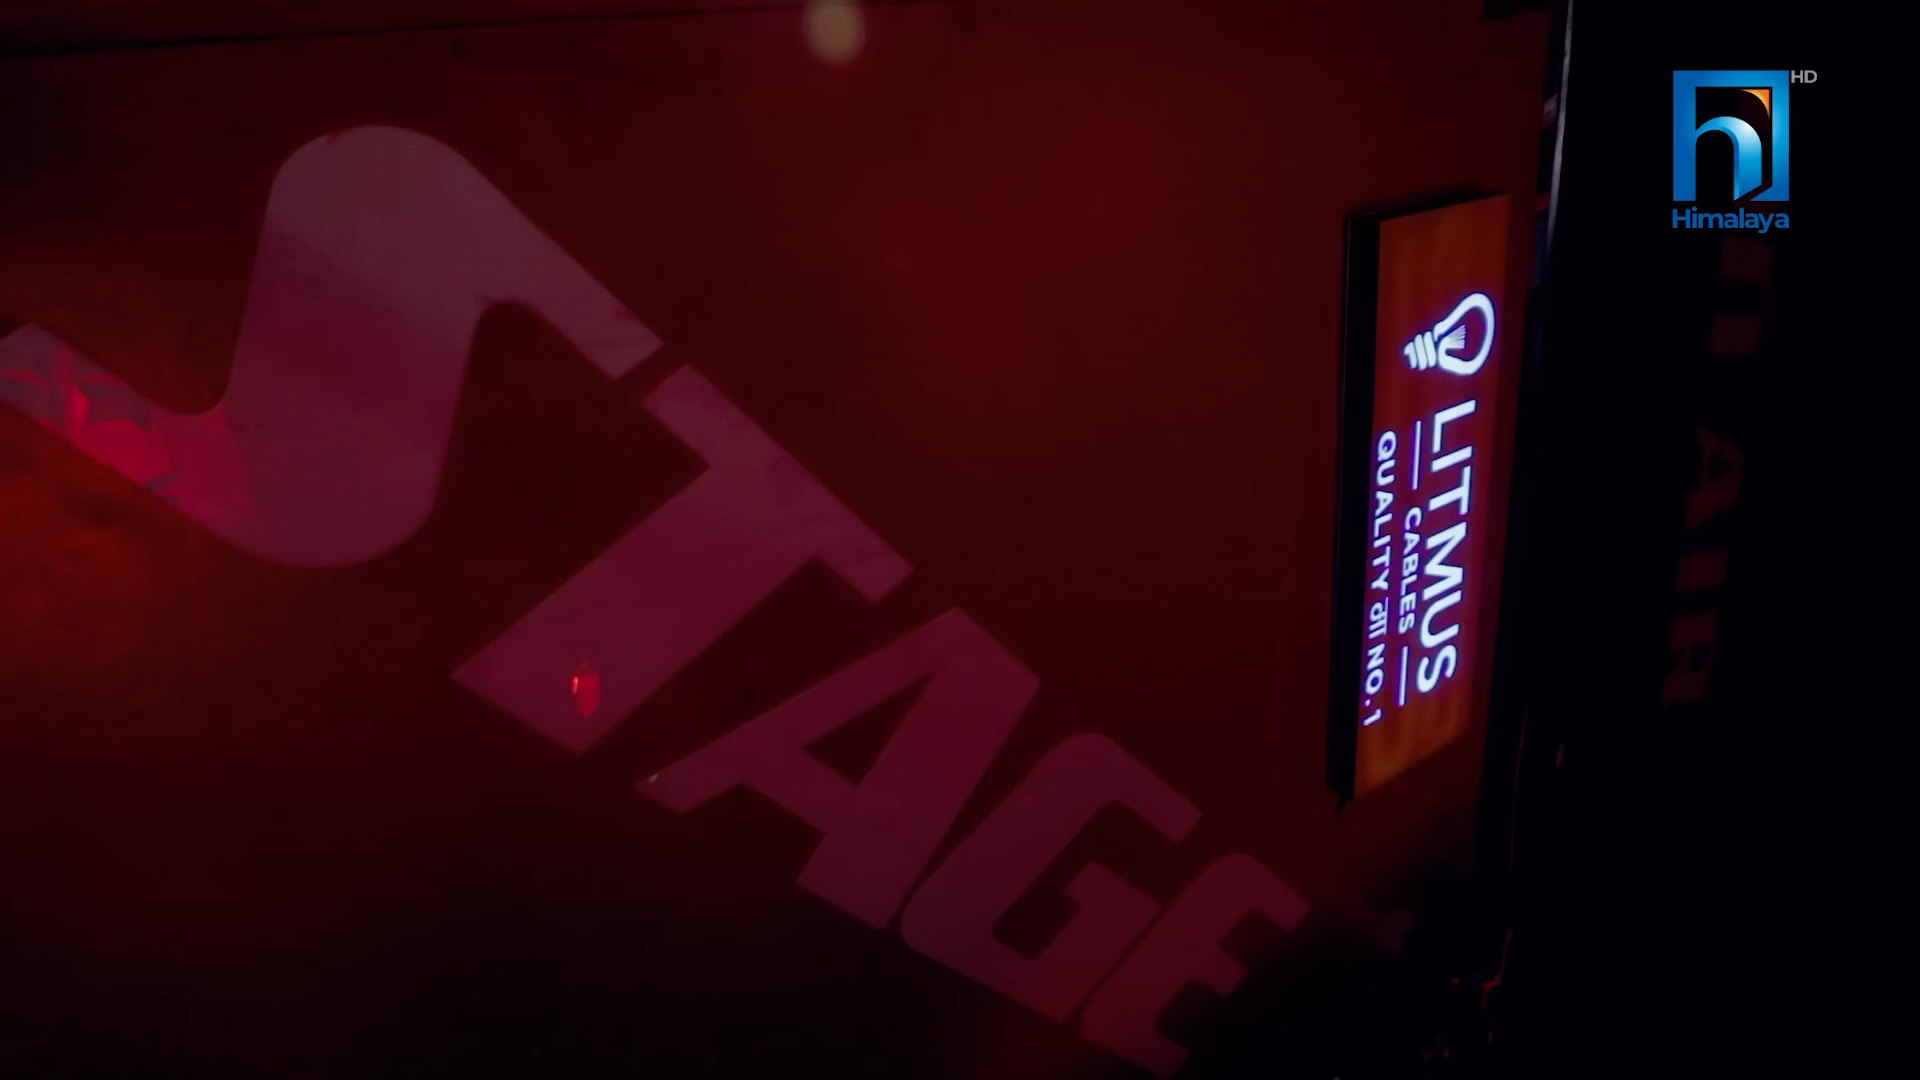 STAGE
LITMUS
CABLES
QUALITY मा NO.1
HD
Himalaya